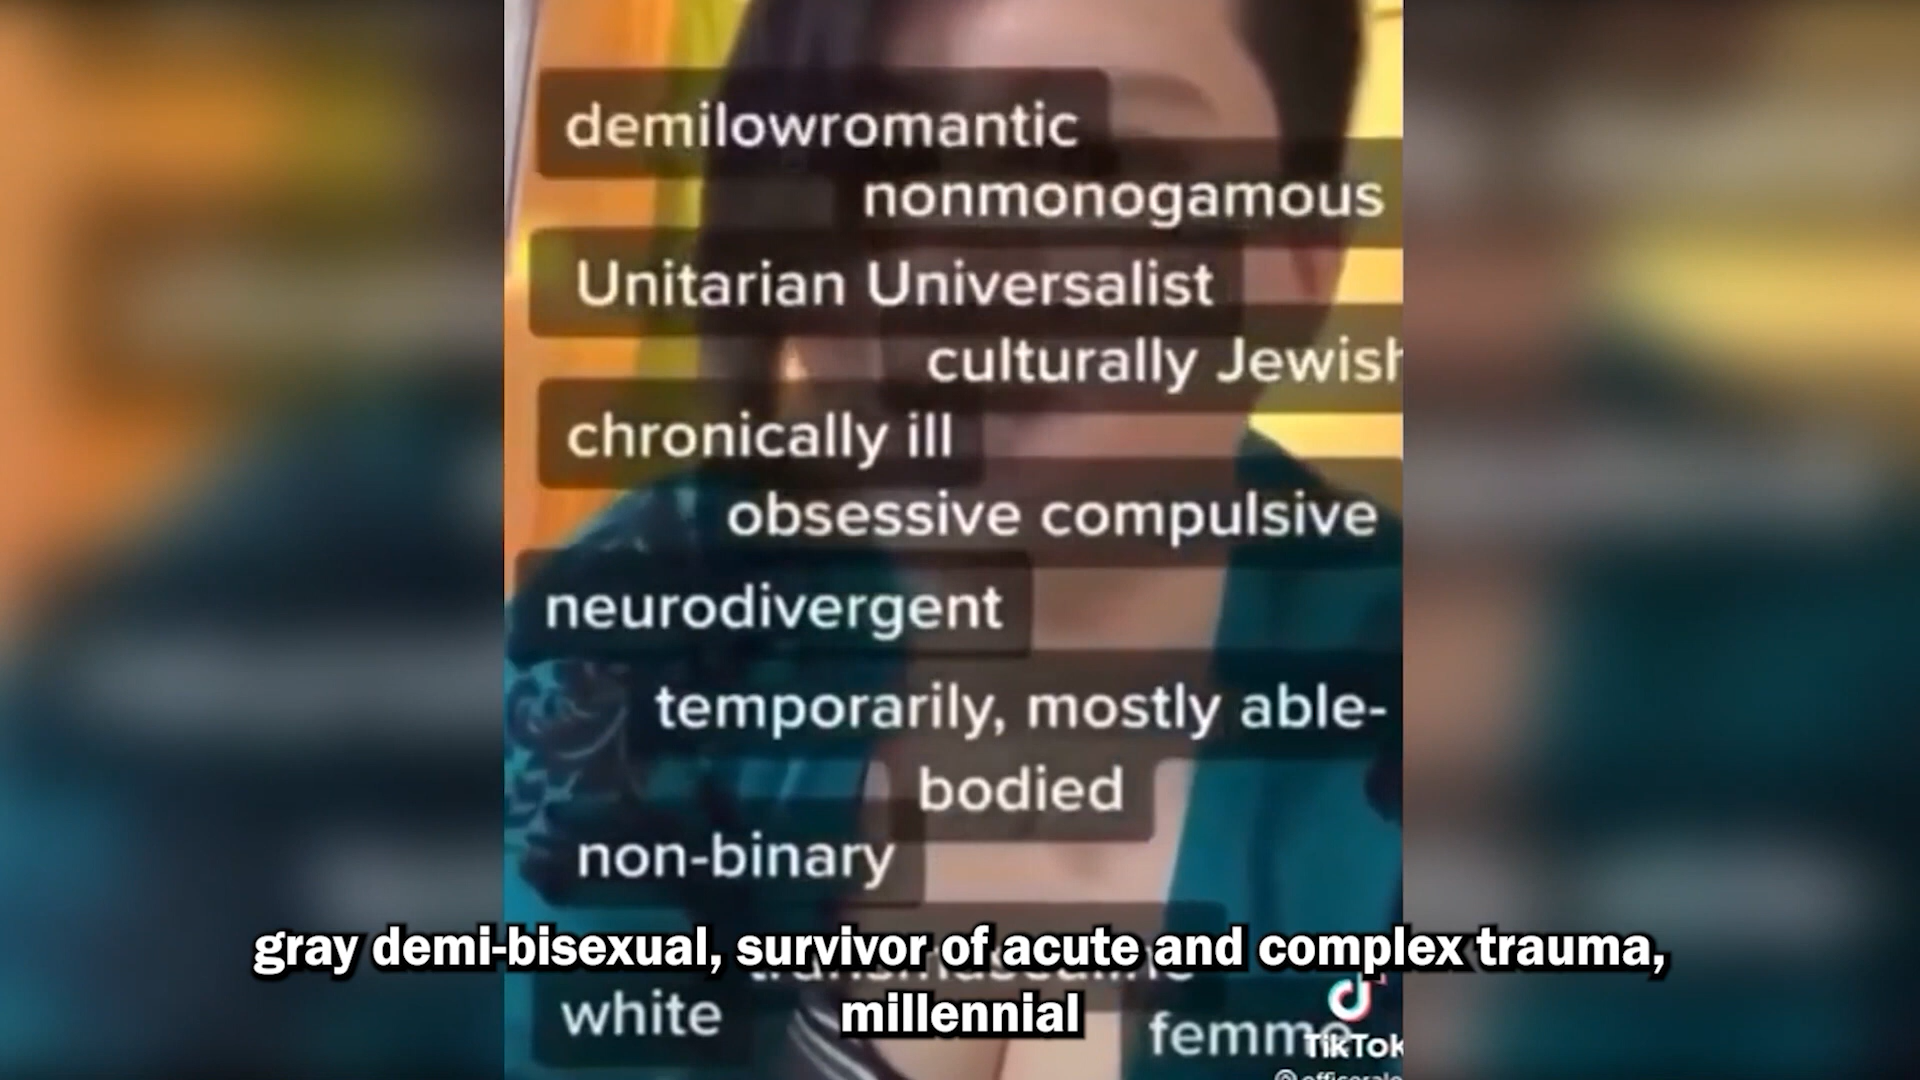 demilowromantic
nonmonogamous
Unitarian Universalist
culturally Jewish
chronically ill
obsessive compulsive
neurodivergent
temporarily, mostly able-
bodied
non-binary
gray demi-bisexual, survivor of acute and complex trauma,
millennial
white
femme
TikTok